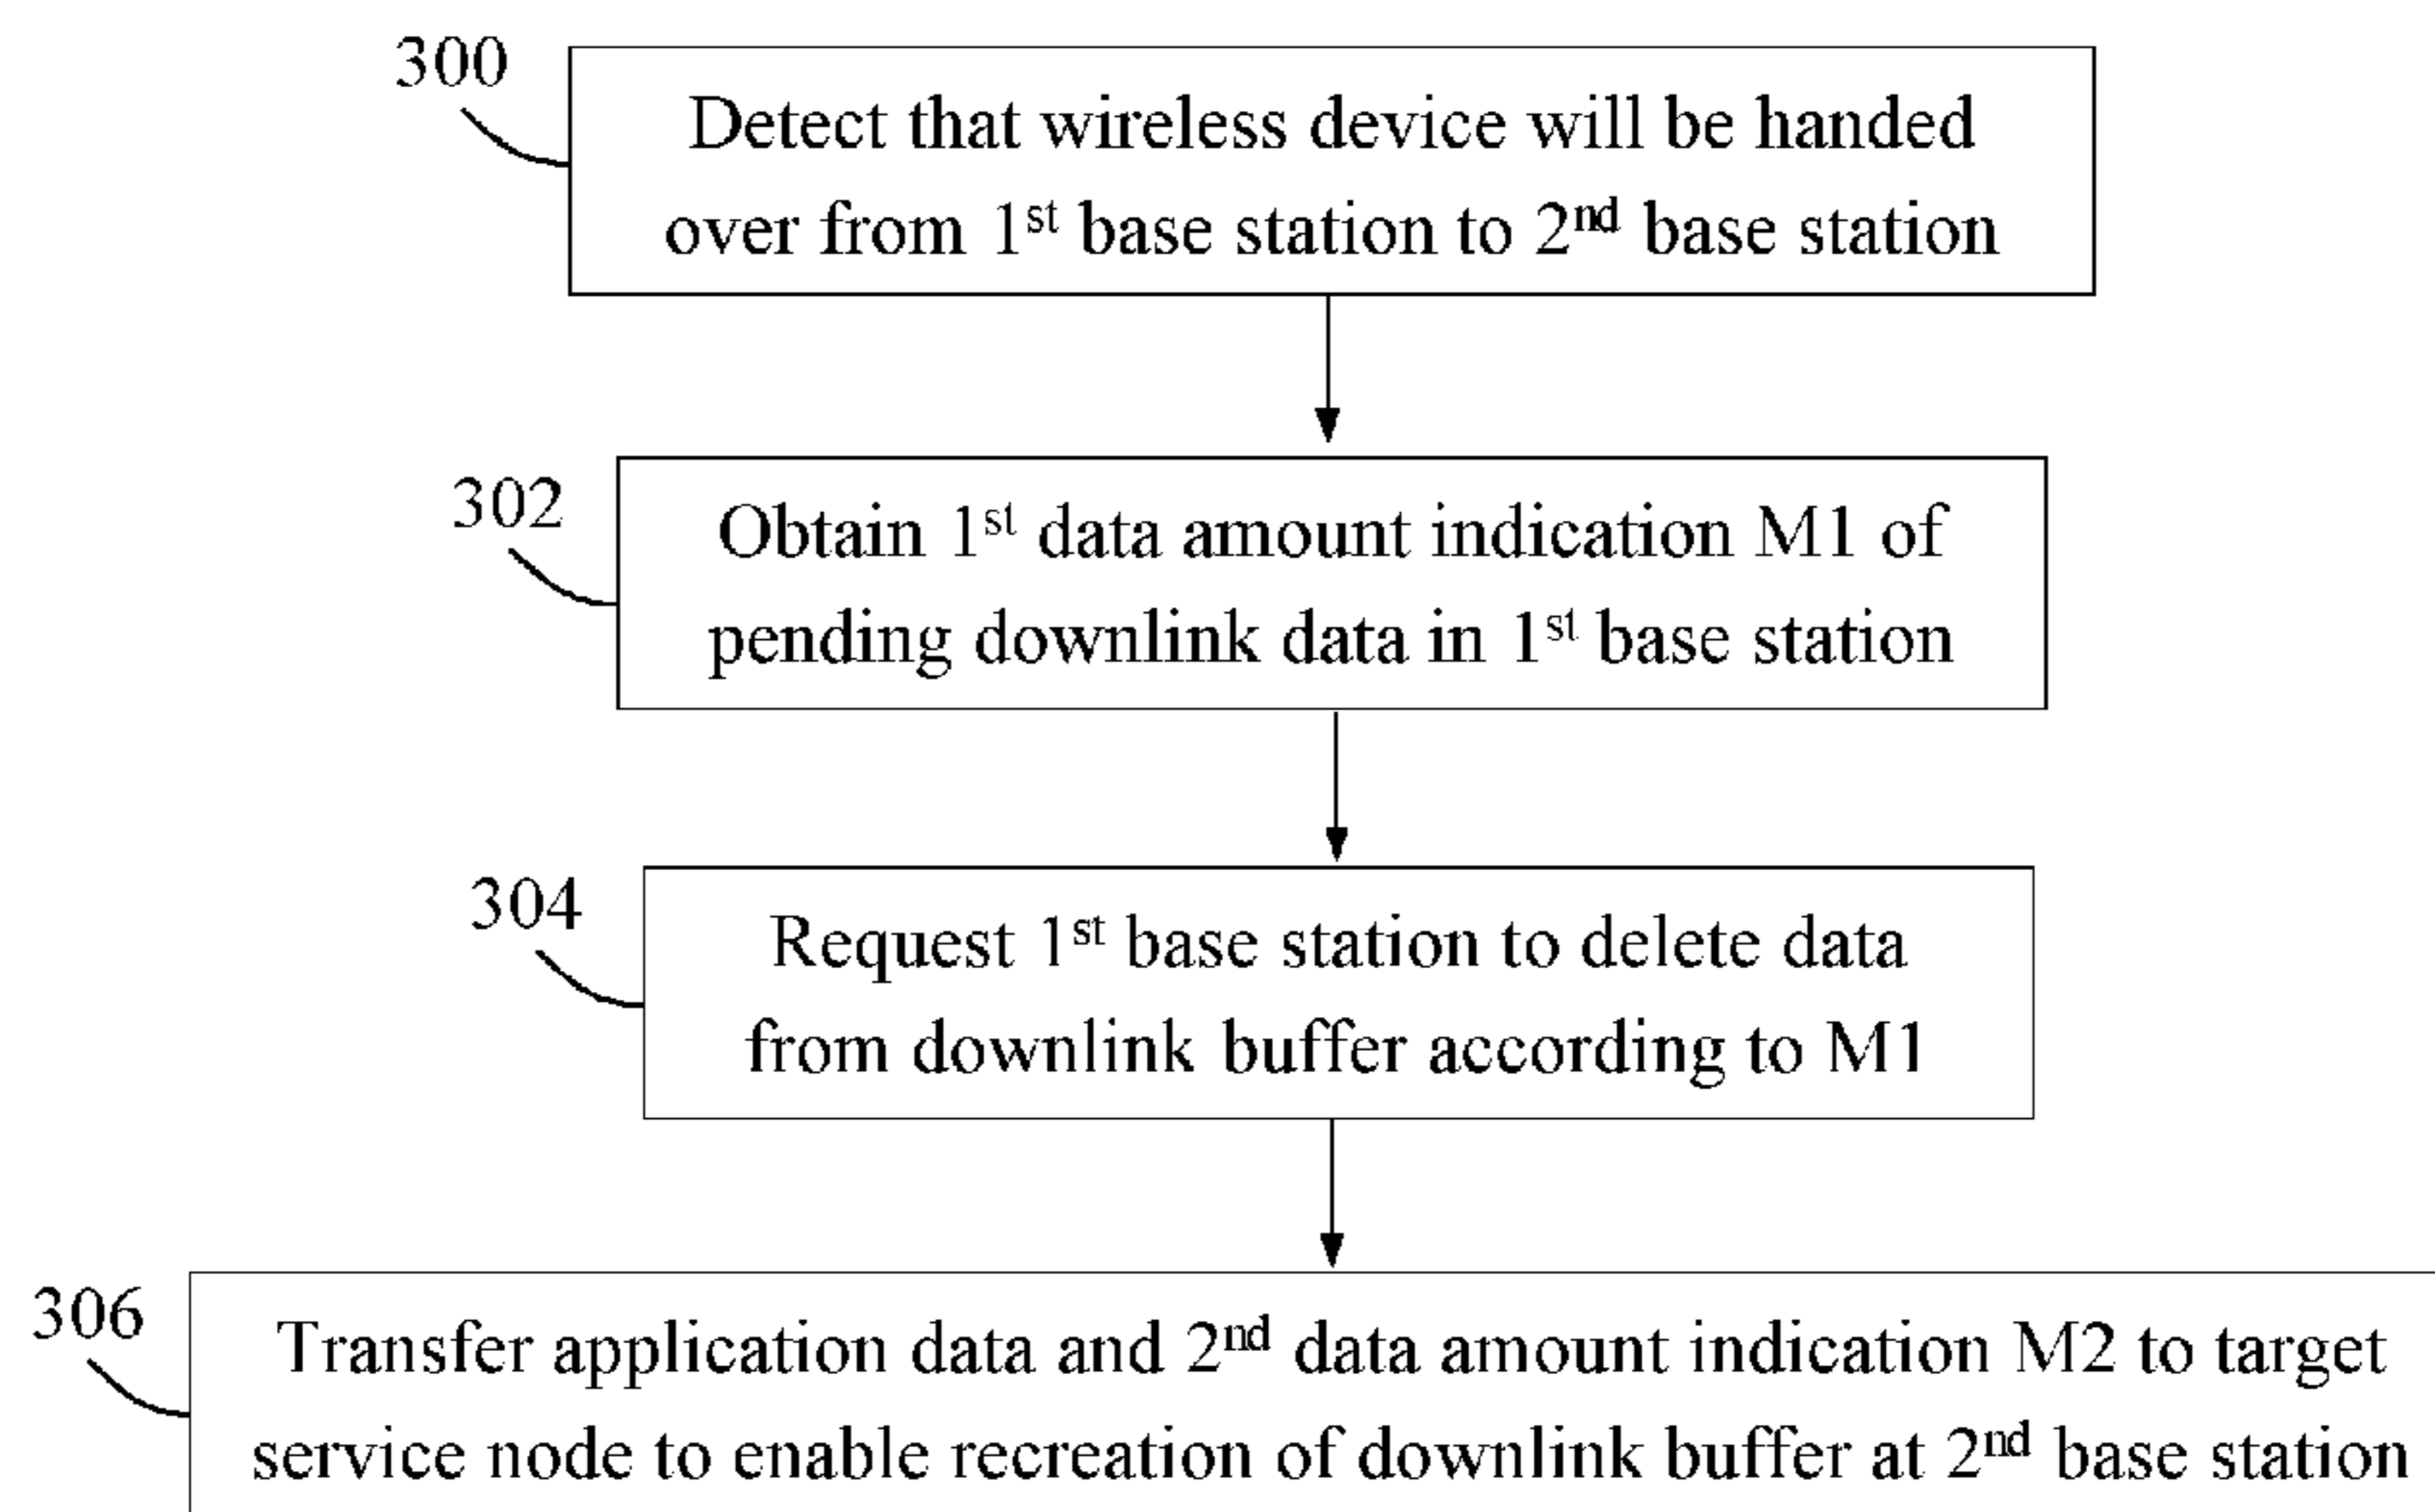 300
Detect that wireless device will be handed
over from 1st base station to 2nd base station
302
Obtain 1st data amount indication M1 of
pending downlink data in 1st base station
304
Request 1st base station to delete data
from downlink buffer according to M1
306
Transfer application data and 2nd data amount indication M2 to target
service node to enable recreation of downlink buffer at 2nd base station